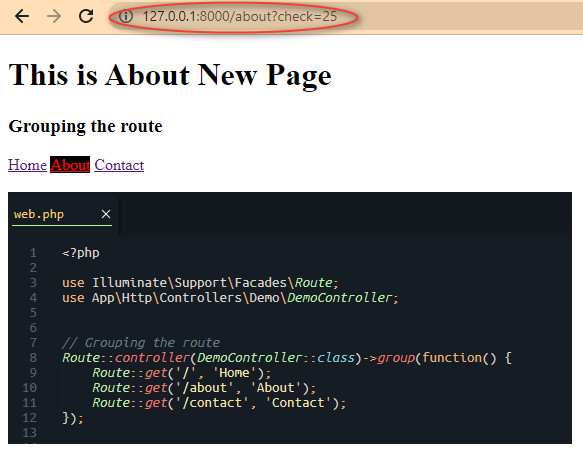 127.0.0.1:8000/about?check=25
This is About New Page
Grouping the route
Home About Contact
web.php
1 <?php
2
3 use Illuminate\Support\Facades\Route;
4 use App\Http\Controllers\Demo\DemoController;
5
6
7 // Grouping the route
8 Route::controller(DemoController::class)->group(function() {
9     Route::get('/', 'Home');
10     Route::get('/about', 'About');
11     Route::get('/contact', 'Contact');
12 });
13